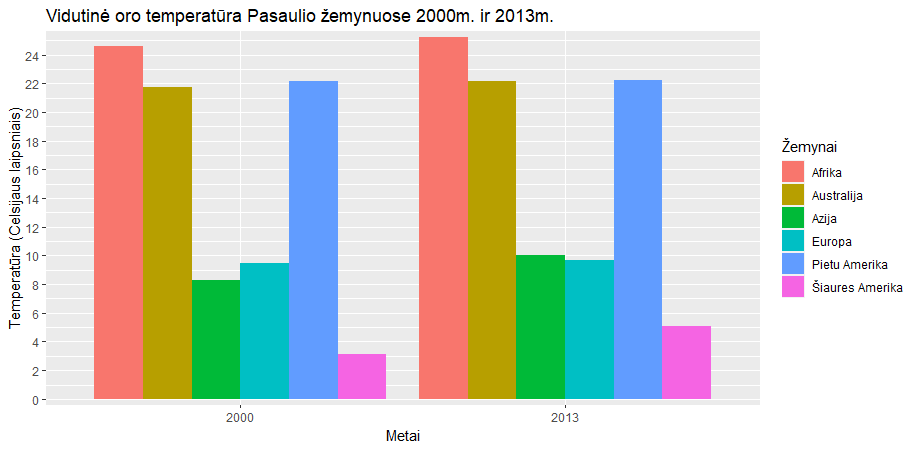 Vidutinė oro temperatūra Pasaulio žemynuose 2000m. ir 2013m.
Temperatūra (Celsijaus laipsniais)
24
22
20
18
16
14
12
10
8
6
4
2
0
2000
2013
Metai
Žemynai
Afrika
Australija
Azija
Europa
Pietu Amerika
Šiaures Amerika